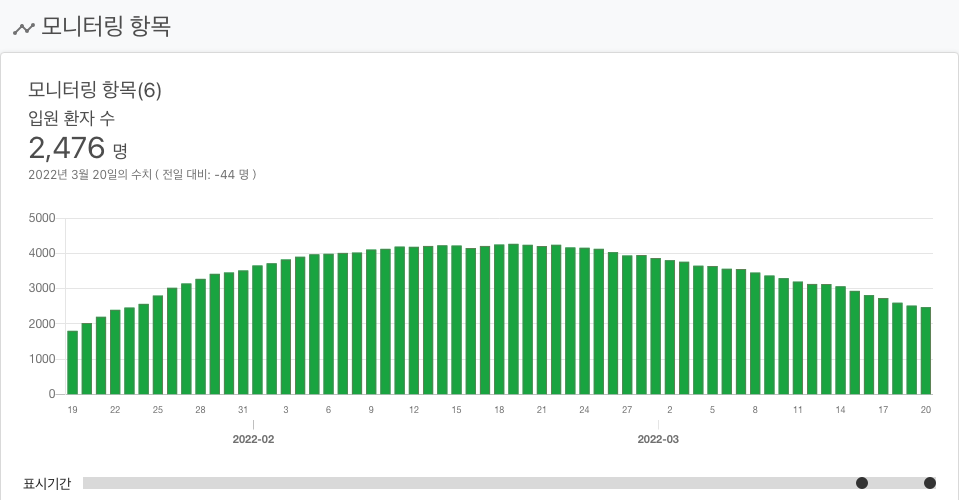 모니터링 항목
모니터링 항목(6)
입원 환자 수
2,476 명
2022년 3월 20일의 수치 ( 전일 대비: -44 명 )
5000
4000
3000
2000
1000
0
19 22 25 28 31 3 6 9 12 15 18 21 24 27 2 5 8 11 14 17 20
2022-02 2022-03
표시기간